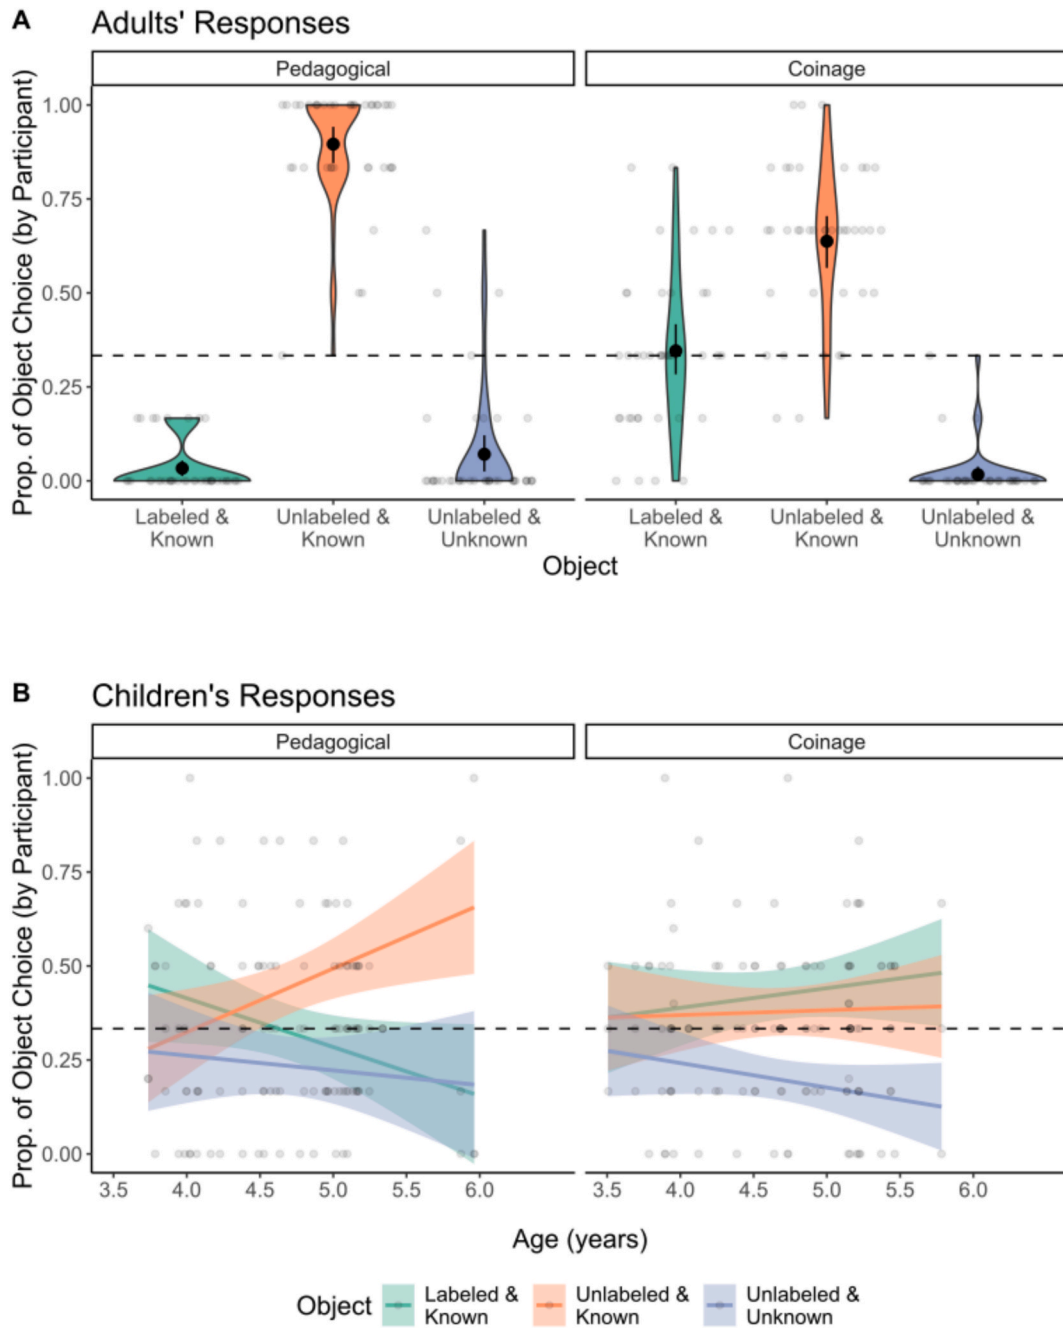 A Adults' Responses
Pedagogical Coinage
Prop. of Object Choice (by Participant)
1.00
0.75
0.50
0.25
0.00
Labeled & Unlabeled & Unlabeled & Labeled & Unlabeled & Unlabeled &
Known Known Unknown Known Known Unknown
Object
B Children's Responses
Pedagogical Coinage
Prop. of Object Choice (by Participant)
1.00
0.75
0.50
0.25
0.00
3.5 4.0 4.5 5.0 5.5 6.0 3.5 4.0 4.5 5.0 5.5 6.0
Age (years)
Object Labeled & Unlabeled & Unlabeled &
Known Known Unknown